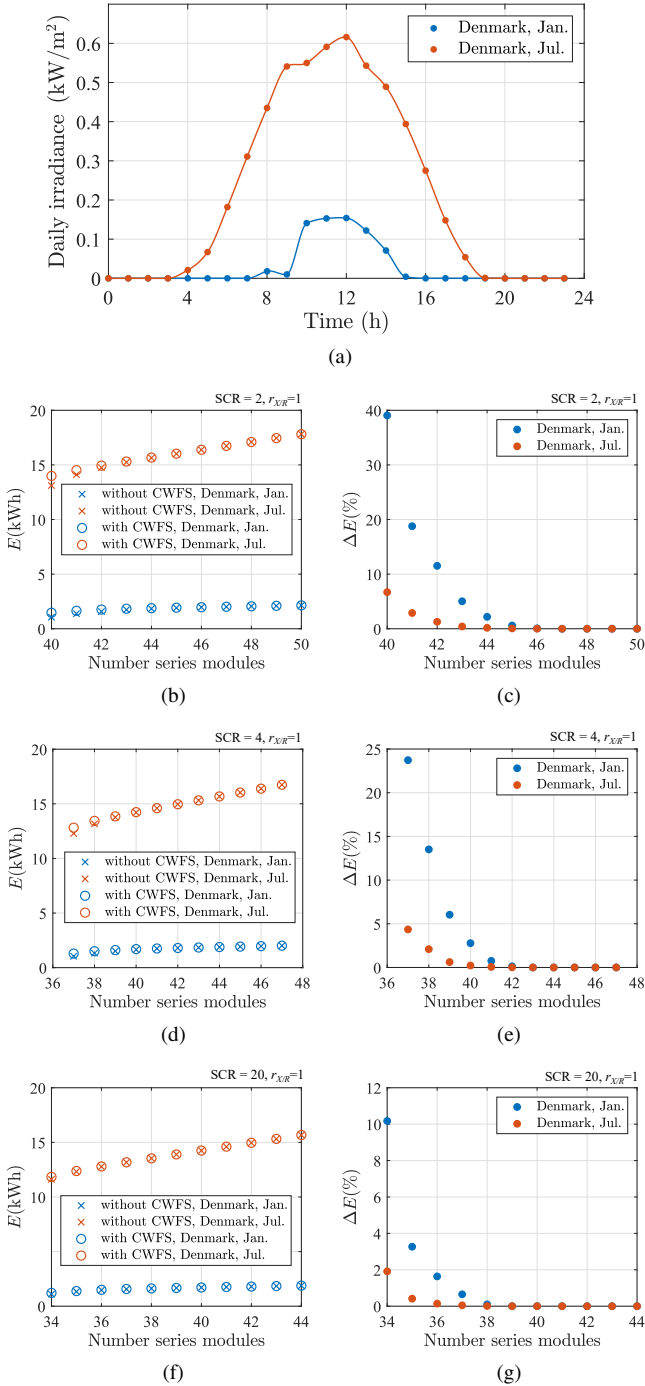 Daily irradiance (kW/m²)
0.6
0.5
0.4
0.3
0.2
0.1
0
Denmark, Jan.
Denmark, Jul.
0 4 8 12 16 20 24
Time (h)
(a)
SCR = 2, rX/R=1
E(kWh)
20
15
10
5
0
without CWFS, Denmark, Jan.
without CWFS, Denmark, Jul.
with CWFS, Denmark, Jan.
with CWFS, Denmark, Jul.
40 42 44 46 48 50
Number series modules
(b)
SCR = 2, rX/R=1
ΔE(%)
40
30
20
10
0
Denmark, Jan.
Denmark, Jul.
40 42 44 46 48 50
Number series modules
(c)
SCR = 4, rX/R=1
E(kWh)
20
15
10
5
0
without CWFS, Denmark, Jan.
without CWFS, Denmark, Jul.
with CWFS, Denmark, Jan.
with CWFS, Denmark, Jul.
36 38 40 42 44 46 48
Number series modules
(d)
SCR = 4, rX/R=1
ΔE(%)
25
20
15
10
5
0
Denmark, Jan.
Denmark, Jul.
36 38 40 42 44 46 48
Number series modules
(e)
SCR = 20, rX/R=1
E(kWh)
20
15
10
5
0
without CWFS, Denmark, Jan.
without CWFS, Denmark, Jul.
with CWFS, Denmark, Jan.
with CWFS, Denmark, Jul.
34 36 38 40 42 44
Number series modules
(f)
SCR = 20, rX/R=1
ΔE(%)
12
10
8
6
4
2
0
Denmark, Jan.
Denmark, Jul.
34 36 38 40 42 44
Number series modules
(g)